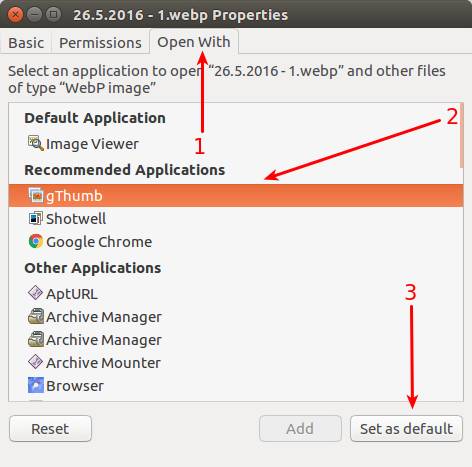 26.5.2016 - 1.webp Properties
Basic Permissions Open With
Select an application to open “26.5.2016 - 1.webp” and other files
of type “WebP image”
Default Application
Image Viewer
Recommended Applications
gThumb
Shotwell
Google Chrome
Other Applications
AptURL
Archive Manager
Archive Manager
Archive Mounter
Browser
Reset Add Set as default
1
2
3